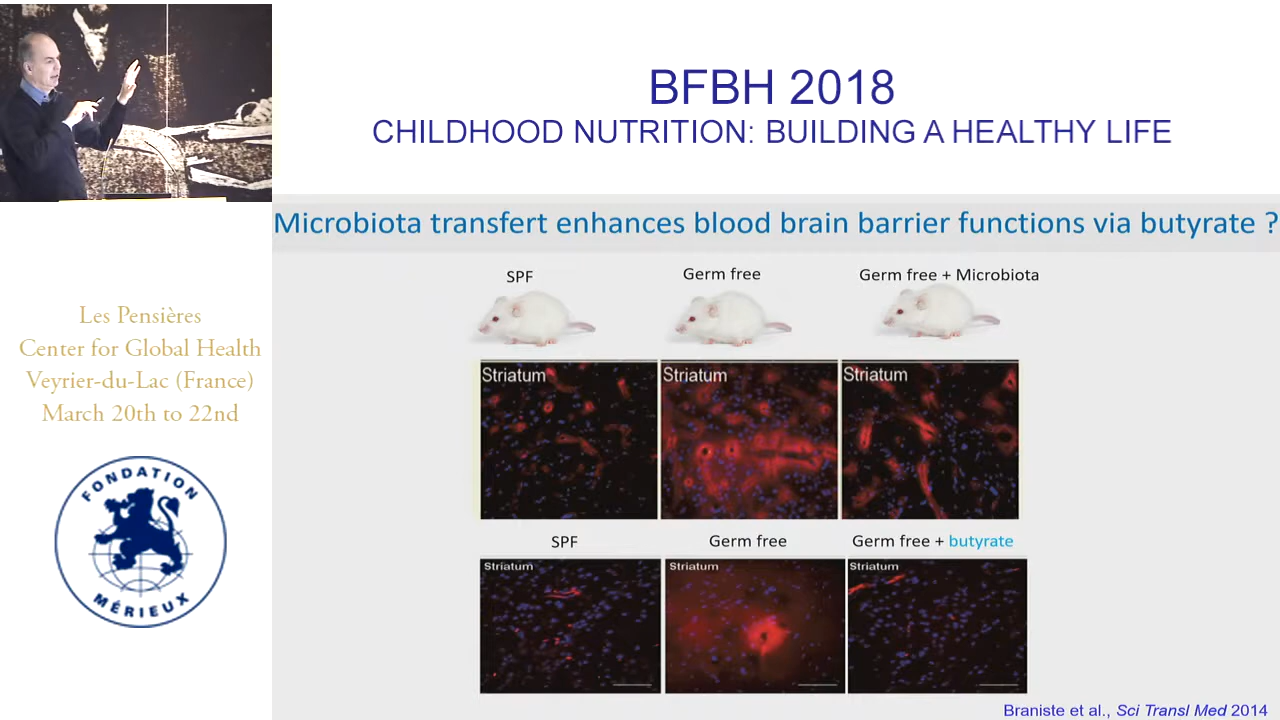 BFBH 2018
CHILDHOOD NUTRITION: BUILDING A HEALTHY LIFE
Les Pensières
Center for Global Health
Veyrier-du-Lac (France)
March 20th to 22nd
FONDATION
MÉRIEUX
Microbiota transfert enhances blood brain barrier functions via butyrate ?
SPF
Germ free
Germ free + Microbiota
Striatum
Striatum
Striatum
SPF
Germ free
Germ free + butyrate
Striatum
Striatum
Striatum
Braniste et al., Sci Transl Med 2014